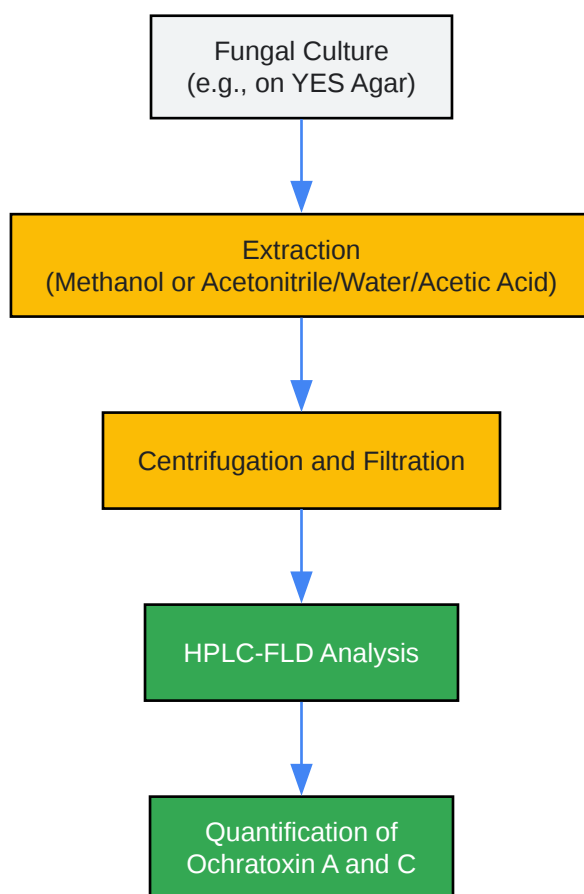 Fungal Culture
(e.g., on YES Agar)
Extraction
(Methanol or Acetonitrile/Water/Acetic Acid)
Centrifugation and Filtration
HPLC-FLD Analysis
Quantification of
Ochratoxin A and C